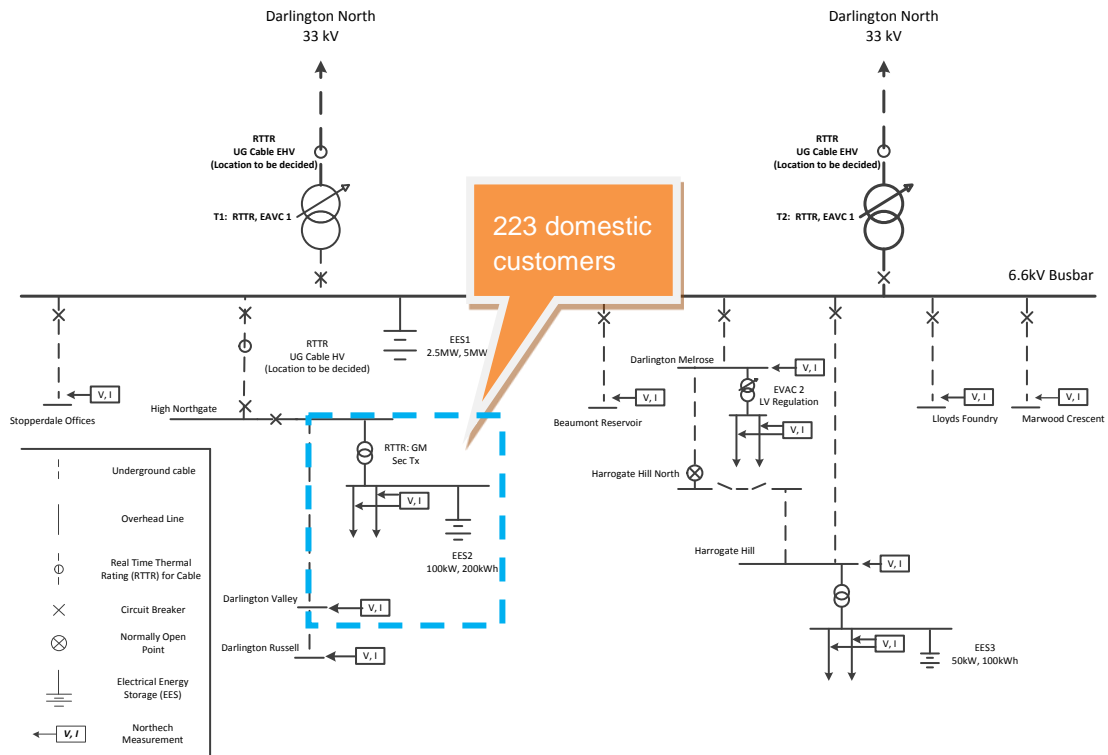 Darlington North
33 kV
Darlington North
33 kV
RTTR
UG Cable EHV
(Location to be decided)
RTTR
UG Cable EHV
(Location to be decided)
T1: RTTR, EAVC 1
T2: RTTR, EAVC 1
223 domestic
customers
6.6kV Busbar
RTTR
UG Cable HV
(Location to be decided)
EES1
2.5MW, 5MW
Darlington Melrose
V, I
EVAC 2
LV Regulation
V, I
Stopperdale Offices
V, I
High Northgate
Beaumont Reservoir
V, I
V, I
Lloyds Foundry
V, I
Marwood Crescent
V, I
RTTR: GM
Sec Tx
V, I
Harrogate Hill North
EES2
100kW, 200kWh
Harrogate Hill
V, I
Darlington Valley
V, I
Darlington Russell
V, I
V, I
EES3
50kW, 100kWh
Underground cable
Overhead Line
Real Time Thermal
Rating (RTTR) for Cable
Circuit Breaker
Normally Open
Point
Electrical Energy
Storage (EES)
V, I
Northech
Measurement